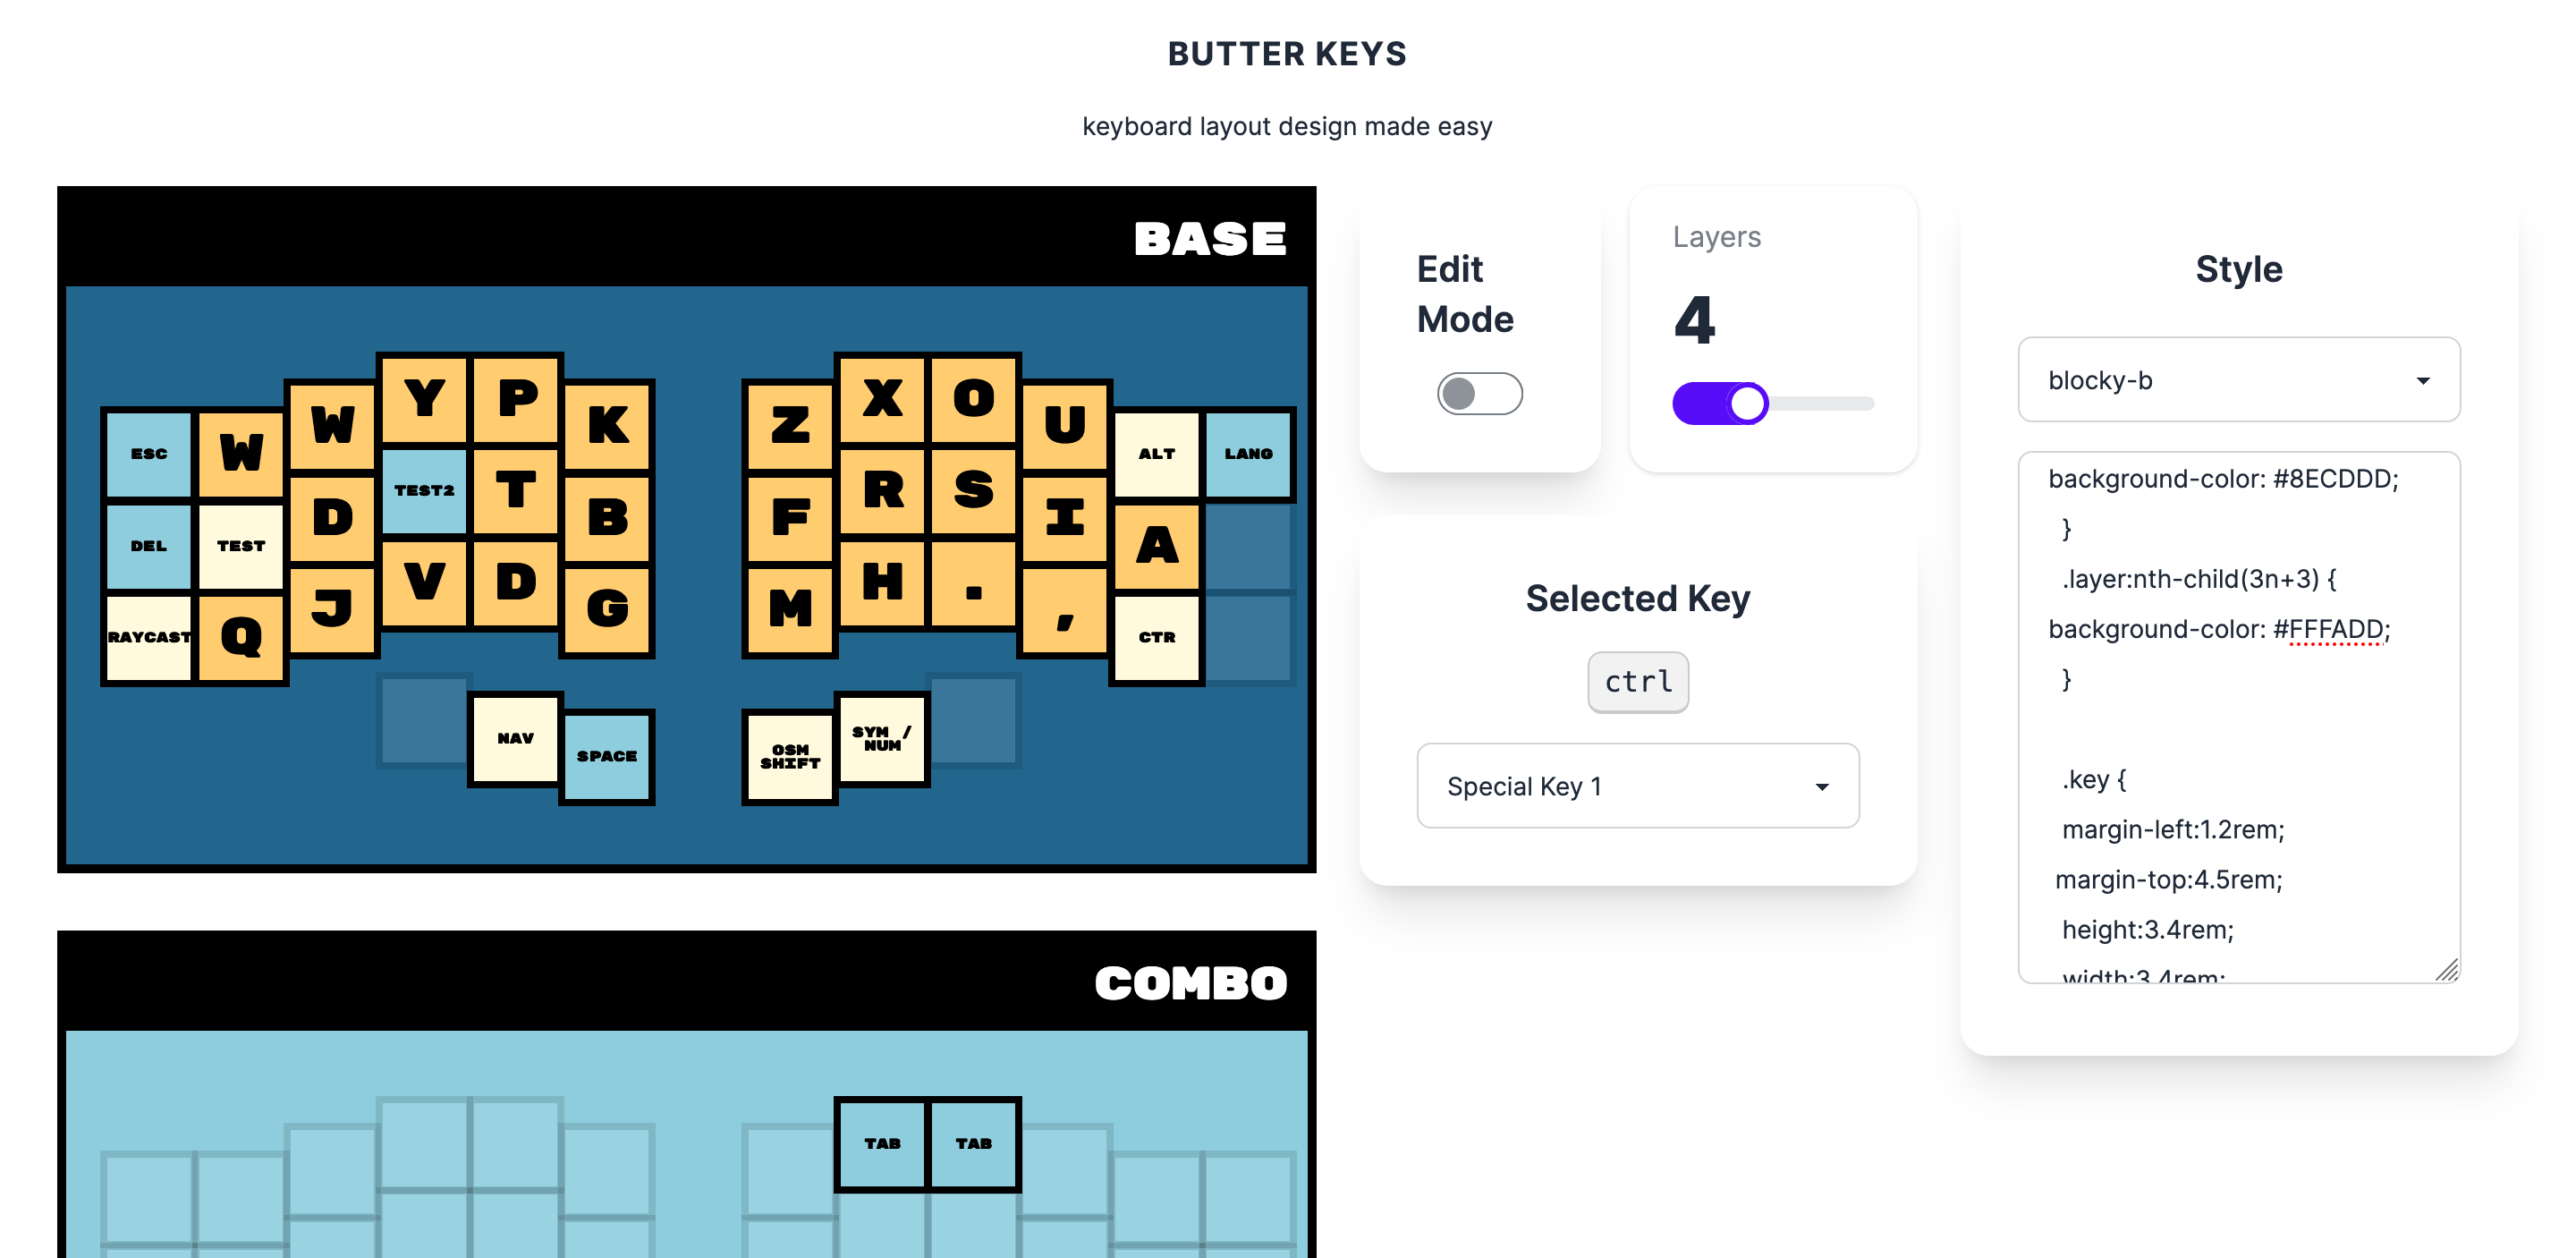 BUTTER KEYS
keyboard layout design made easy
BASE
Y P X O
W K Z U
ESC W ALT LANG
TEST2 T R S
D B F I
DEL TEST A
V D H .
J G M ,
RAYCAST Q CTR
NAV SYM /
NUM
SPACE OSM
SHIFT
COMBO
TAB TAB
Edit
Mode
Layers
4
Selected Key
ctrl
Special Key 1
Style
blocky-b
background-color: #8ECDDD;
}
.layer:nth-child(3n+3) {
background-color: #FFFADD;
}
.key {
margin-left:1.2rem;
margin-top:4.5rem;
height:3.4rem;
width:3.4rem;